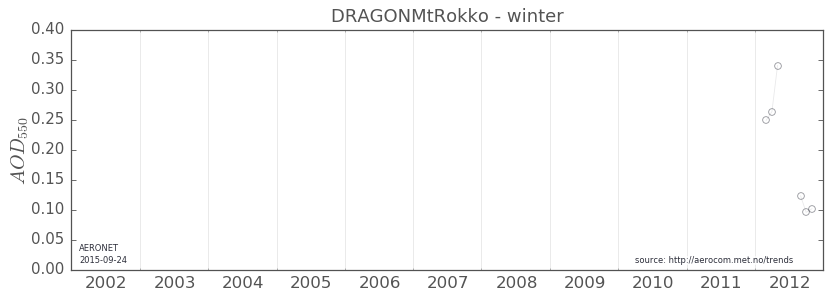 DRAGONMtRokko - winter
0.40
0.35
0.30
0.25
0.20
0.15
0.10
0.05
0.00
AOD550
AERONET
2015-09-24
source: http://aerocom.met.no/trends
2002 2003 2004 2005 2006 2007 2008 2009 2010 2011 2012